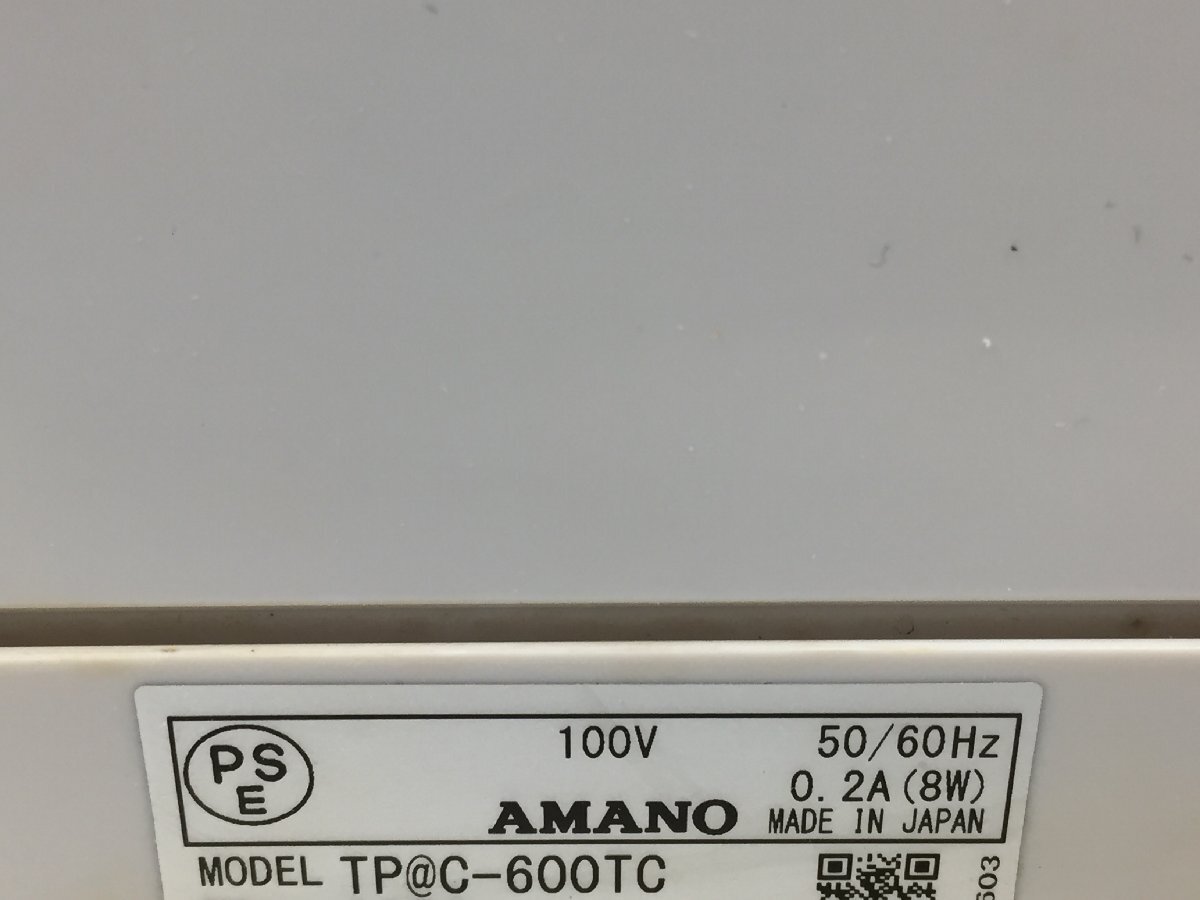 PS
E
100V
50/60Hz
0.2A(8W)
AMANO
MADE IN JAPAN
MODEL TP@C-600TC
603